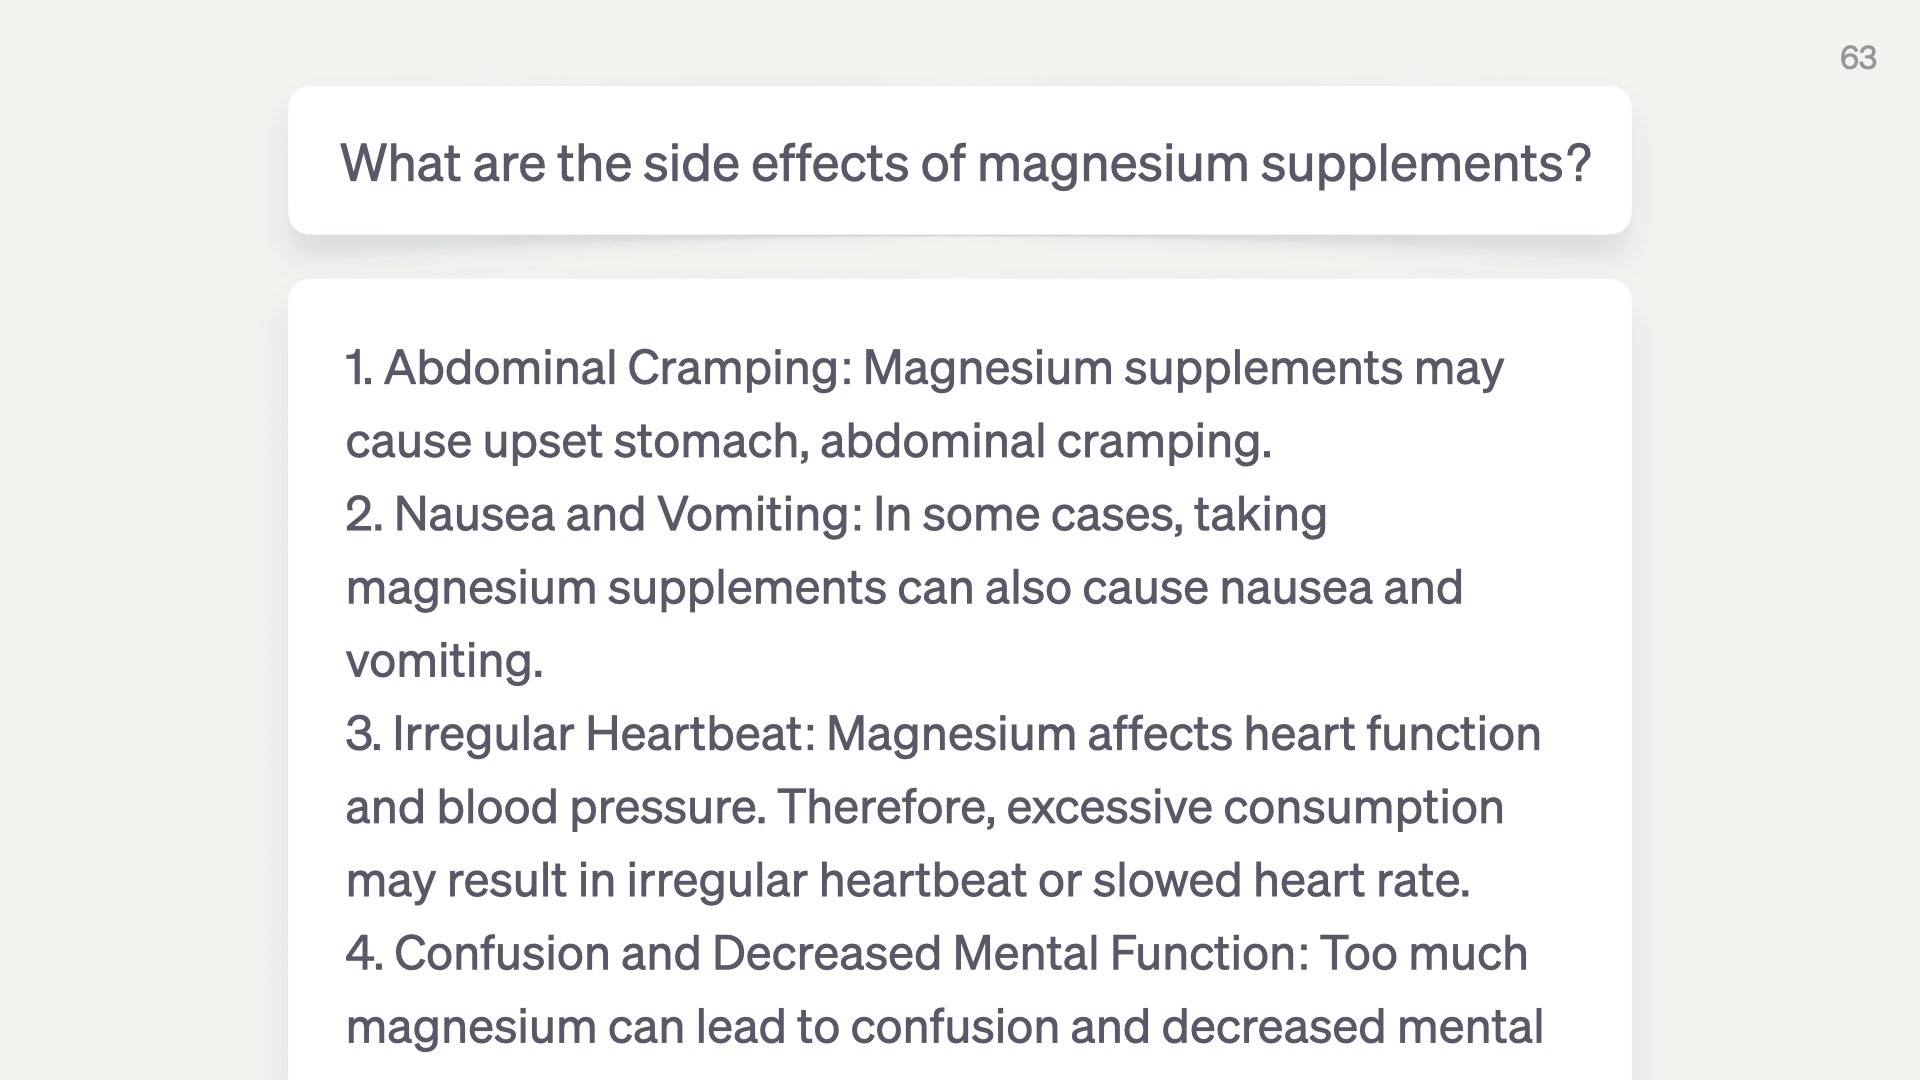 63
What are the side effects of magnesium supplements?
1. Abdominal Cramping: Magnesium supplements may
cause upset stomach, abdominal cramping.
2. Nausea and Vomiting: In some cases, taking
magnesium supplements can also cause nausea and
vomiting.
3. Irregular Heartbeat: Magnesium affects heart function
and blood pressure. Therefore, excessive consumption
may result in irregular heartbeat or slowed heart rate.
4. Confusion and Decreased Mental Function: Too much
magnesium can lead to confusion and decreased mental